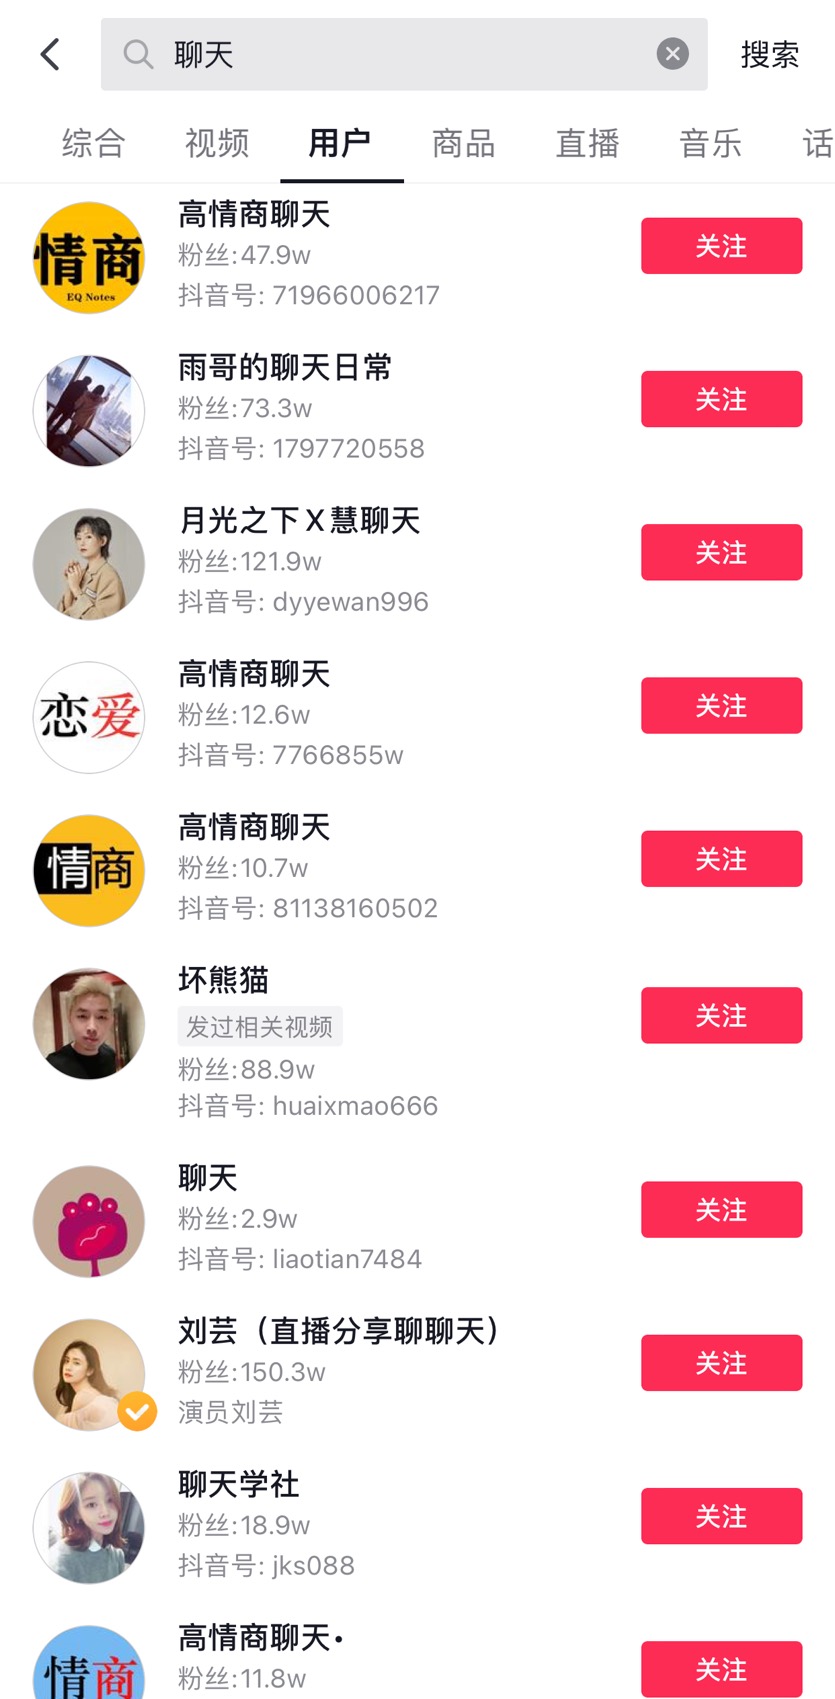 聊天
搜索
综合 视频 用户 商品 直播 音乐 话
情商
EQ Notes
高情商聊天
粉丝:47.9w
抖音号: 71966006217
关注
雨哥的聊天日常
粉丝:73.3w
抖音号: 1797720558
关注
月光之下X慧聊天
粉丝:121.9w
抖音号: dyyewan996
关注
恋爱
高情商聊天
粉丝:12.6w
抖音号: 7766855w
关注
情商
高情商聊天
粉丝:10.7w
抖音号: 81138160502
关注
坏熊猫
发过相关视频
粉丝:88.9w
抖音号: huaixmao666
关注
聊天
粉丝:2.9w
抖音号: liaotian7484
关注
刘芸（直播分享聊聊天）
粉丝:150.3w
演员刘芸
关注
聊天学社
粉丝:18.9w
抖音号: jks088
关注
情商
高情商聊天•
粉丝:11.8w
关注